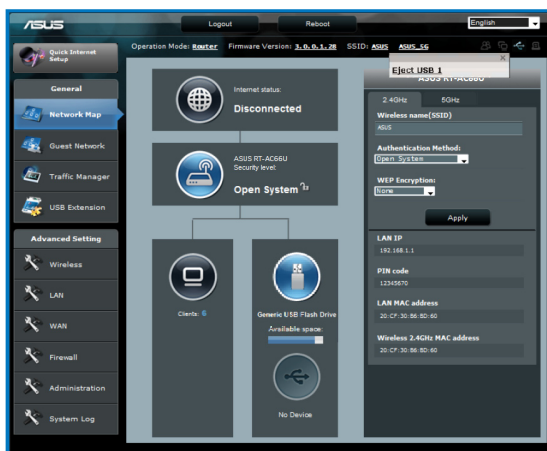 ASUS
Logout
Reboot
English
Quick Internet
Setup
Operation Mode: Router Firmware Version: 3.0.0.1.28 SSID: ASUS ASUS_5G
Eject USB 1
General
Network Map
Guest Network
Traffic Manager
USB Extension
Advanced Setting
Wireless
LAN
WAN
Firewall
Administration
System Log
Internet status:
Disconnected
ASUS RT-AC66U
Security level:
Open System
Clients: 6
Generic USB Flash Drive
Available space:
No Device
ASUS RT-AC66U
2.4GHz
5GHz
Wireless name(SSID)
ASUS
Authentication Method:
Open System
WEP Encryption:
None
Apply
LAN IP
192.168.1.1
PIN code
12345670
LAN MAC address
20:CF:30:B6:BD:60
Wireless 2.4GHz MAC address
20:CF:30:B6:BD:60